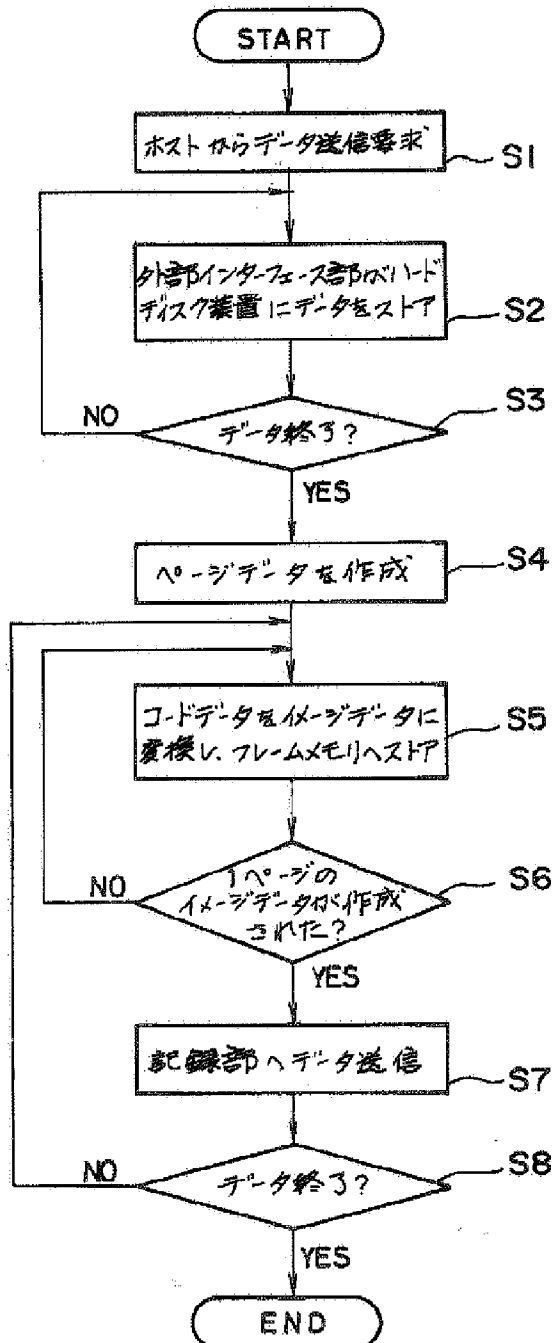 START
ホストからデータ送信要求
S1
外部インターフェース部がハード
ディスク装置にデータをストア
S2
データ終了?
S3
NO
YES
ページデータを作成
S4
コードデータをイメージデータに
変換し、フレームメモリへストア
S5
1ページの
イメージデータが作成
された?
S6
NO
YES
記録部へデータ送信
S7
データ終了?
S8
NO
YES
END